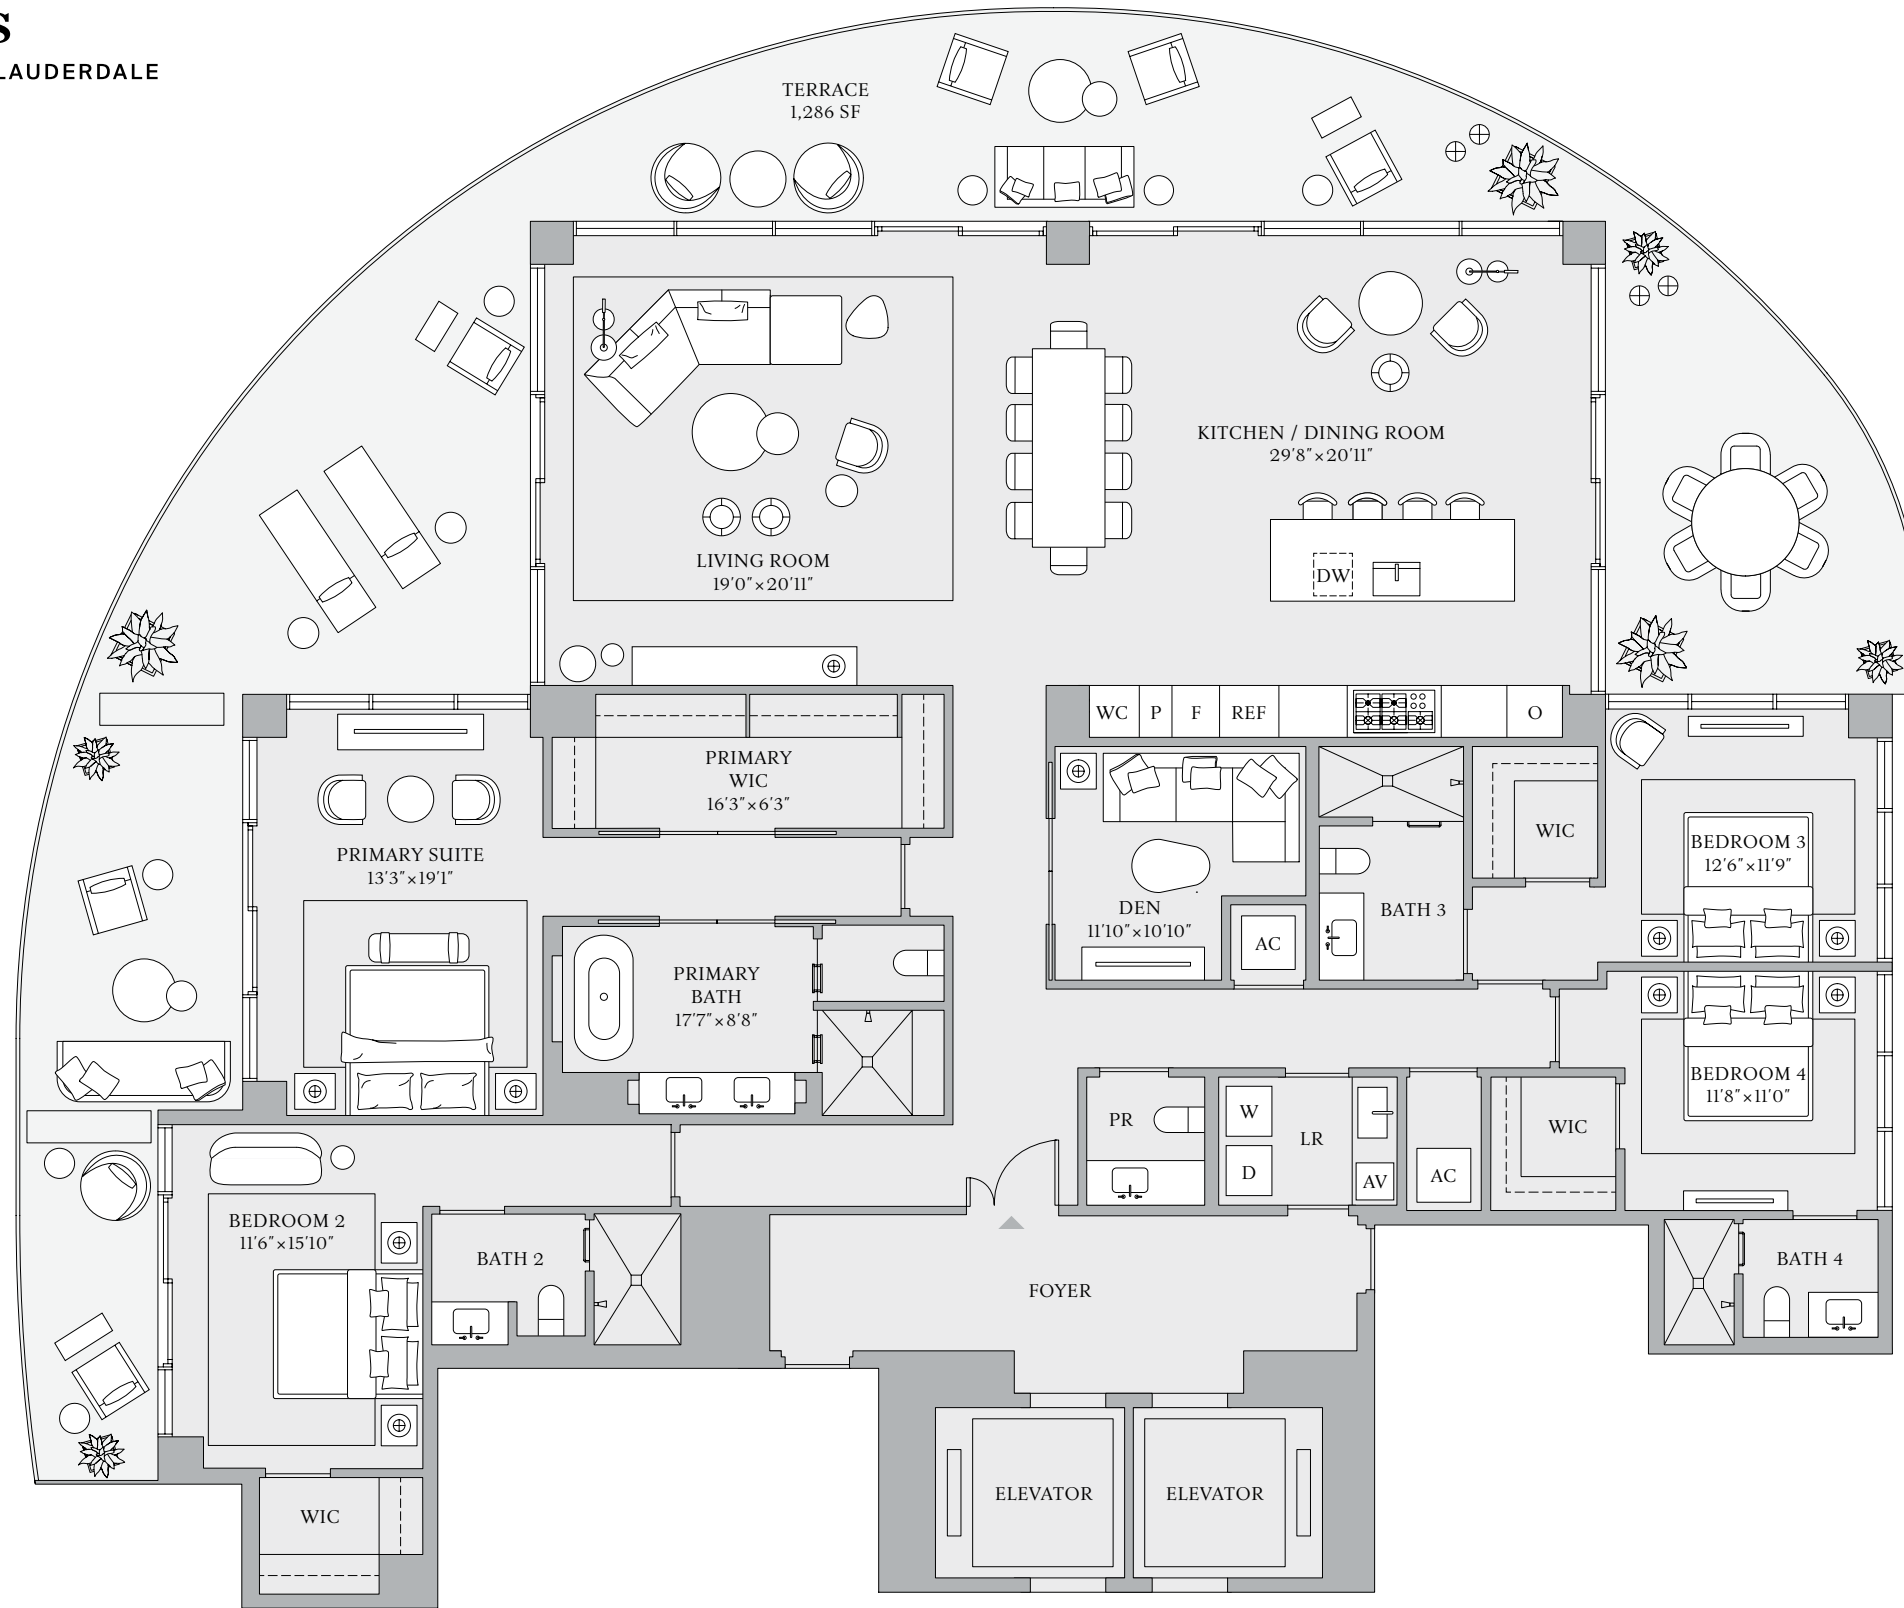 S
LAUDERDALE
TERRACE
1,286 SF
KITCHEN / DINING ROOM
29'8"×20'11"
LIVING ROOM
19'0"×20'11"
DW
WC
P
F
REF
O
PRIMARY
WIC
16'3"×6'3"
PRIMARY SUITE
13'3"×19'1"
WIC
BEDROOM 3
12'6"×11'9"
DEN
11'10"×10'10"
BATH 3
AC
PRIMARY
BATH
17'7"×8'8"
BEDROOM 4
11'8"×11'0"
PR
W
D
LR
AV
AC
WIC
BEDROOM 2
11'6"×15'10"
BATH 2
FOYER
BATH 4
ELEVATOR
ELEVATOR
WIC